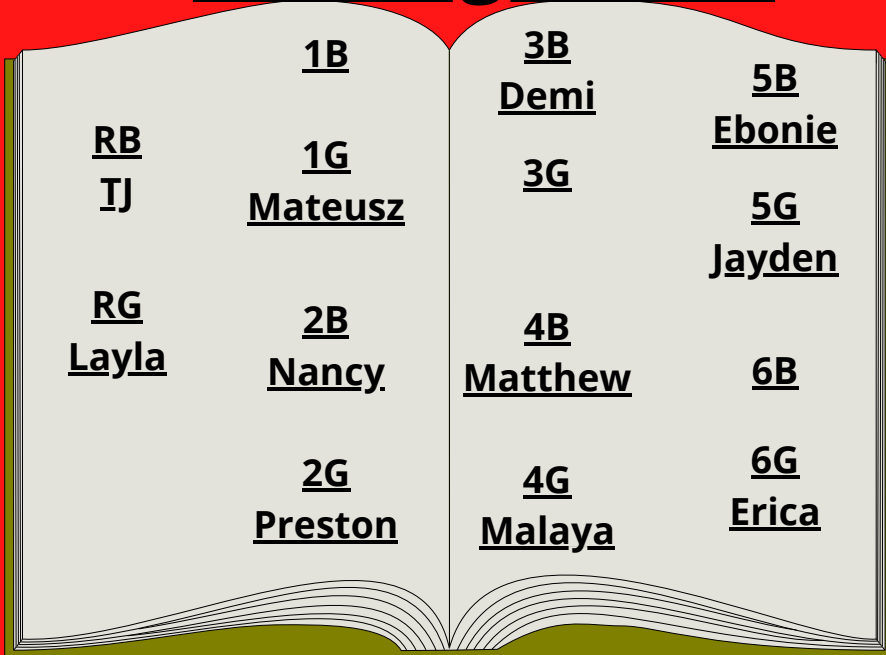 RB
TJ
RG
Layla
1B
1G
Mateusz
2B
Nancy
2G
Preston
3B
Demi
3G
4B
Matthew
4G
Malaya
5B
Ebonie
5G
Jayden
6B
6G
Erica